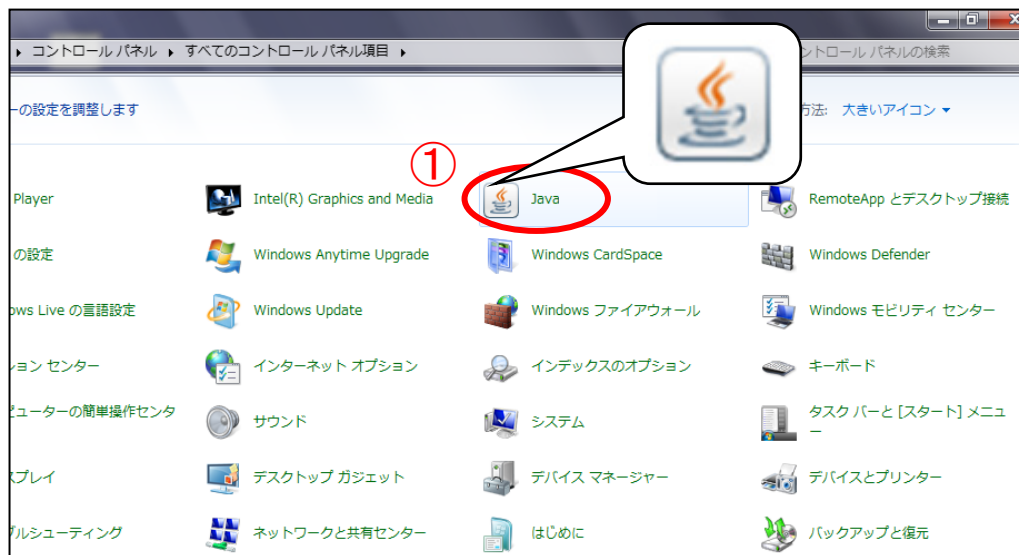 コントロール パネル ▸ すべてのコントロール パネル項目 ▸
ントロール パネルの検索
ーの設定を調整します
方法: 大きいアイコン
①
Player
Intel(R) Graphics and Media
Java
RemoteApp とデスクトップ接続
の設定
Windows Anytime Upgrade
Windows CardSpace
Windows Defender
ows Live の言語設定
Windows Update
Windows ファイアウォール
Windows モビリティ センター
ション センター
インターネット オプション
インデックスのオプション
キーボード
ピューターの簡単操作センタ
サウンド
システム
タスク バーと [スタート] メニュ
ー
スプレイ
デスクトップ ガジェット
デバイス マネージャー
デバイスとプリンター
ブルシューティング
ネットワークと共有センター
はじめに
バックアップと復元